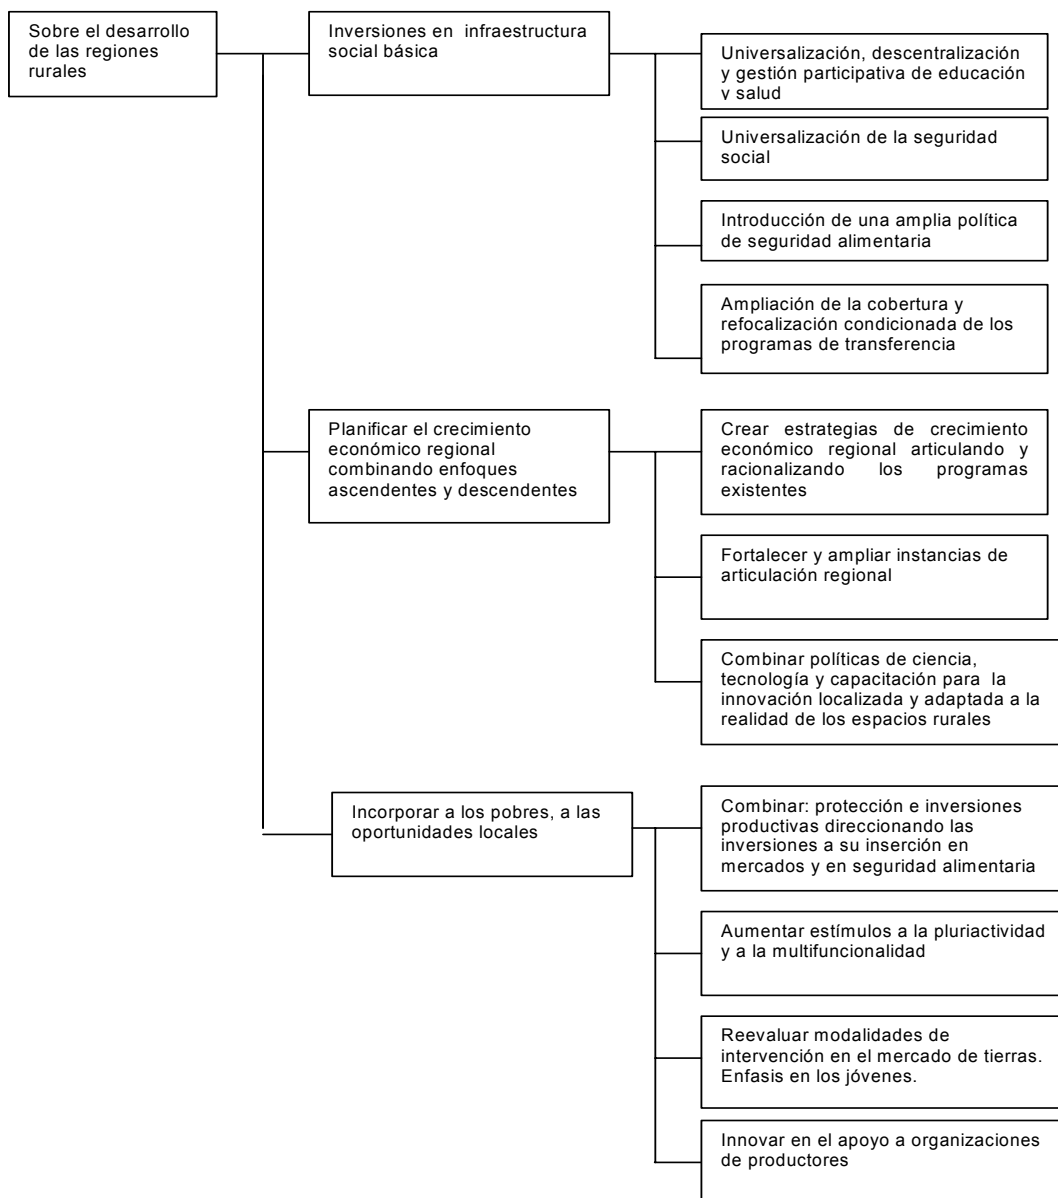 Sobre el desarrollo
de las regiones
rurales
Inversiones en infraestructura
social básica
Universalización, descentralización
y gestión participativa de educación
y salud
Universalización de la seguridad
social
Introducción de una amplia política
de seguridad alimentaria
Ampliación de la cobertura y
refocalización condicionada de los
programas de transferencia
Planificar el crecimiento
económico regional
combinando enfoques
ascendentes y descendentes
Crear estrategias de crecimiento
económico regional articulando y
racionalizando los programas
existentes
Fortalecer y ampliar instancias de
articulación regional
Combinar políticas de ciencia,
tecnología y capacitación para la
innovación localizada y adaptada a la
realidad de los espacios rurales
Incorporar a los pobres, a las
oportunidades locales
Combinar: protección e inversiones
productivas direccionando las
inversiones a su inserción en
mercados y en seguridad alimentaria
Aumentar estímulos a la pluriactividad
y a la multifuncionalidad
Reevaluar modalidades de
intervención en el mercado de tierras.
Enfasis en los jóvenes.
Innovar en el apoyo a organizaciones
de productores